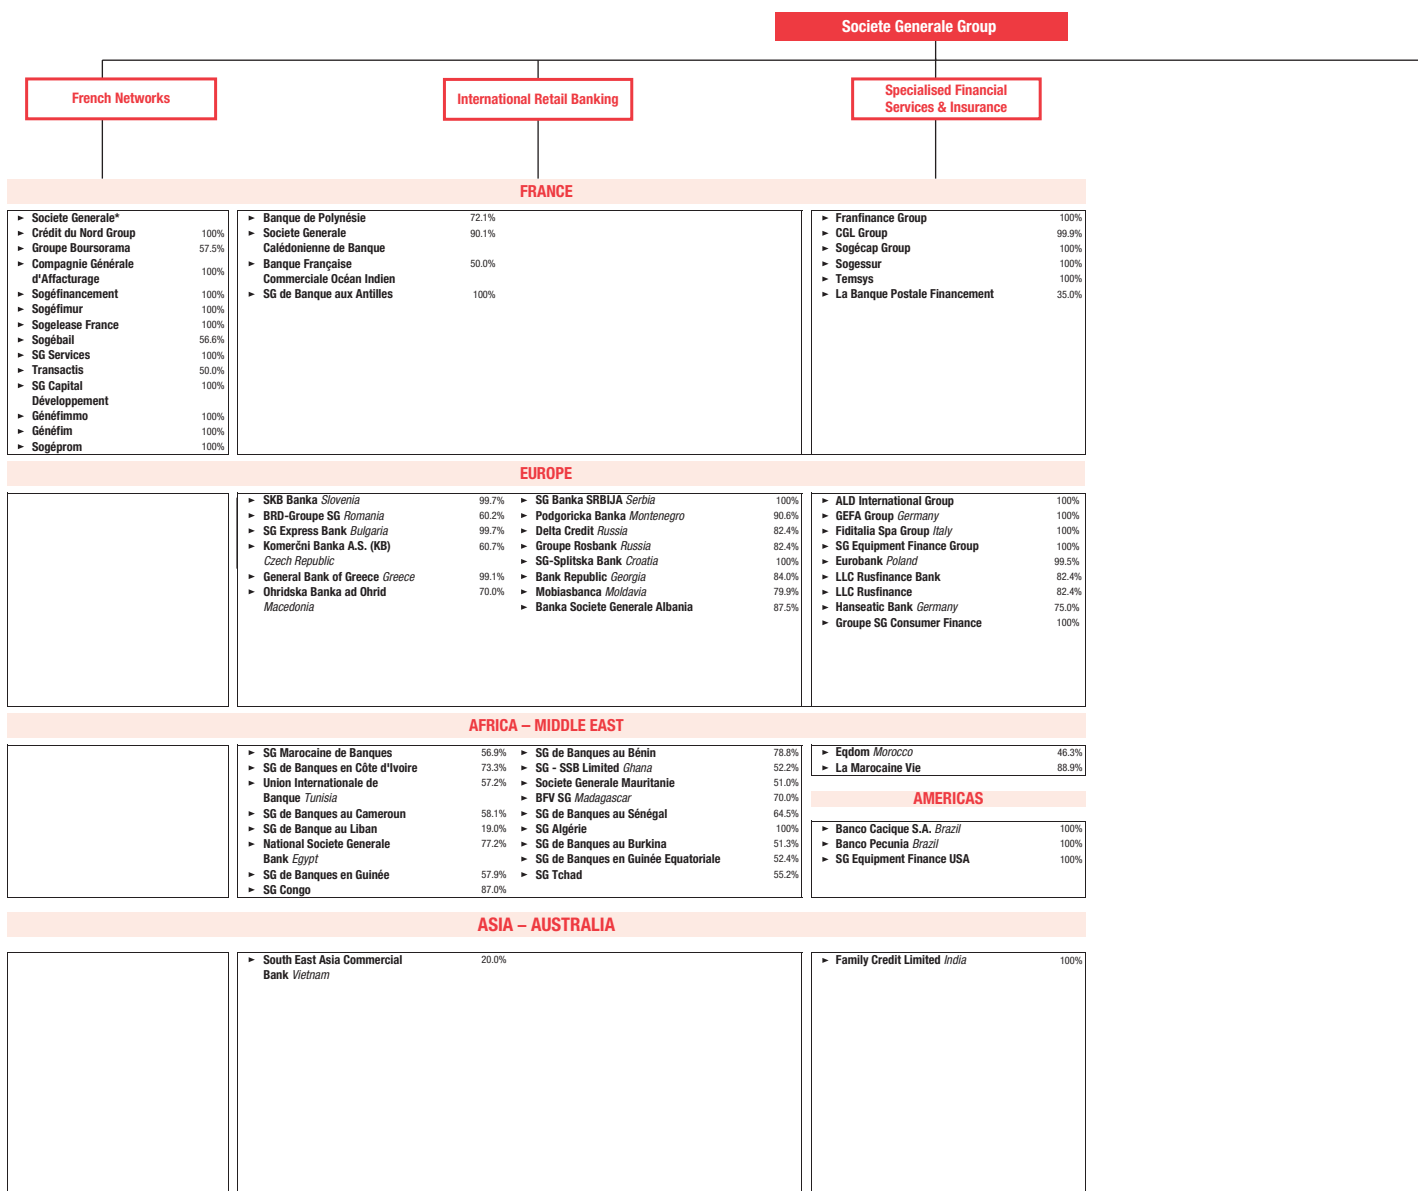 Societe Generale Group
French Networks
International Retail Banking
Specialised Financial
Services & Insurance
FRANCE
► Societe Generale*
► Crédit du Nord Group 100%
► Groupe Boursorama 57.5%
► Compagnie Générale
d'Affacturage 100%
► Sogéfinancement 100%
► Sogéfimur 100%
► Sogelease France 100%
► Sogébail 56.6%
► SG Services 100%
► Transactis 50.0%
► SG Capital 100%
Développement
► Généfimmo 100%
► Généfim 100%
► Sogéprom 100%
► Banque de Polynésie 72.1%
► Societe Generale 90.1%
Calédonienne de Banque
► Banque Française 50.0%
Commerciale Océan Indien
► SG de Banque aux Antilles 100%
► Franfinance Group 100%
► CGL Group 99.9%
► Sogécap Group 100%
► Sogessur 100%
► Temsys 100%
► La Banque Postale Financement 35.0%
EUROPE
► SKB Banka Slovenia 99.7%
► BRD-Groupe SG Romania 60.2%
► SG Express Bank Bulgaria 99.7%
► Komerčni Banka A.S. (KB) 60.7%
Czech Republic
► General Bank of Greece Greece 99.1%
► Ohridska Banka ad Ohrid 70.0%
Macedonia
► SG Banka SRBIJA Serbia 100%
► Podgoricka Banka Montenegro 90.6%
► Delta Credit Russia 82.4%
► Groupe Rosbank Russia 82.4%
► SG-Splitska Bank Croatia 100%
► Bank Republic Georgia 84.0%
► Mobiasbanca Moldavia 79.9%
► Banka Societe Generale Albania 87.5%
► ALD International Group 100%
► GEFA Group Germany 100%
► Fiditalia Spa Group Italy 100%
► SG Equipment Finance Group 100%
► Eurobank Poland 99.5%
► LLC Rusfinance Bank 82.4%
► LLC Rusfinance 82.4%
► Hanseatic Bank Germany 75.0%
► Groupe SG Consumer Finance 100%
AFRICA – MIDDLE EAST
► SG Marocaine de Banques 56.9%
► SG de Banques en Côte d'Ivoire 73.3%
► Union Internationale de 57.2%
Banque Tunisia
► SG de Banques au Cameroun 58.1%
► SG de Banque au Liban 19.0%
► National Societe Generale 77.2%
Bank Egypt
► SG de Banques en Guinée 57.9%
► SG Congo 87.0%
► SG de Banques au Bénin 78.8%
► SG - SSB Limited Ghana 52.2%
► Societe Generale Mauritanie 51.0%
► BFV SG Madagascar 70.0%
► SG de Banques au Sénégal 64.5%
► SG Algérie 100%
► SG de Banques au Burkina 51.3%
► SG de Banques en Guinée Equatoriale 52.4%
► SG Tchad 55.2%
► Eqdom Morocco 46.3%
► La Marocaine Vie 88.9%
AMERICAS
► Banco Cacique S.A. Brazil 100%
► Banco Pecunia Brazil 100%
► SG Equipment Finance USA 100%
ASIA – AUSTRALIA
► South East Asia Commercial 20.0%
Bank Vietnam
► Family Credit Limited India 100%